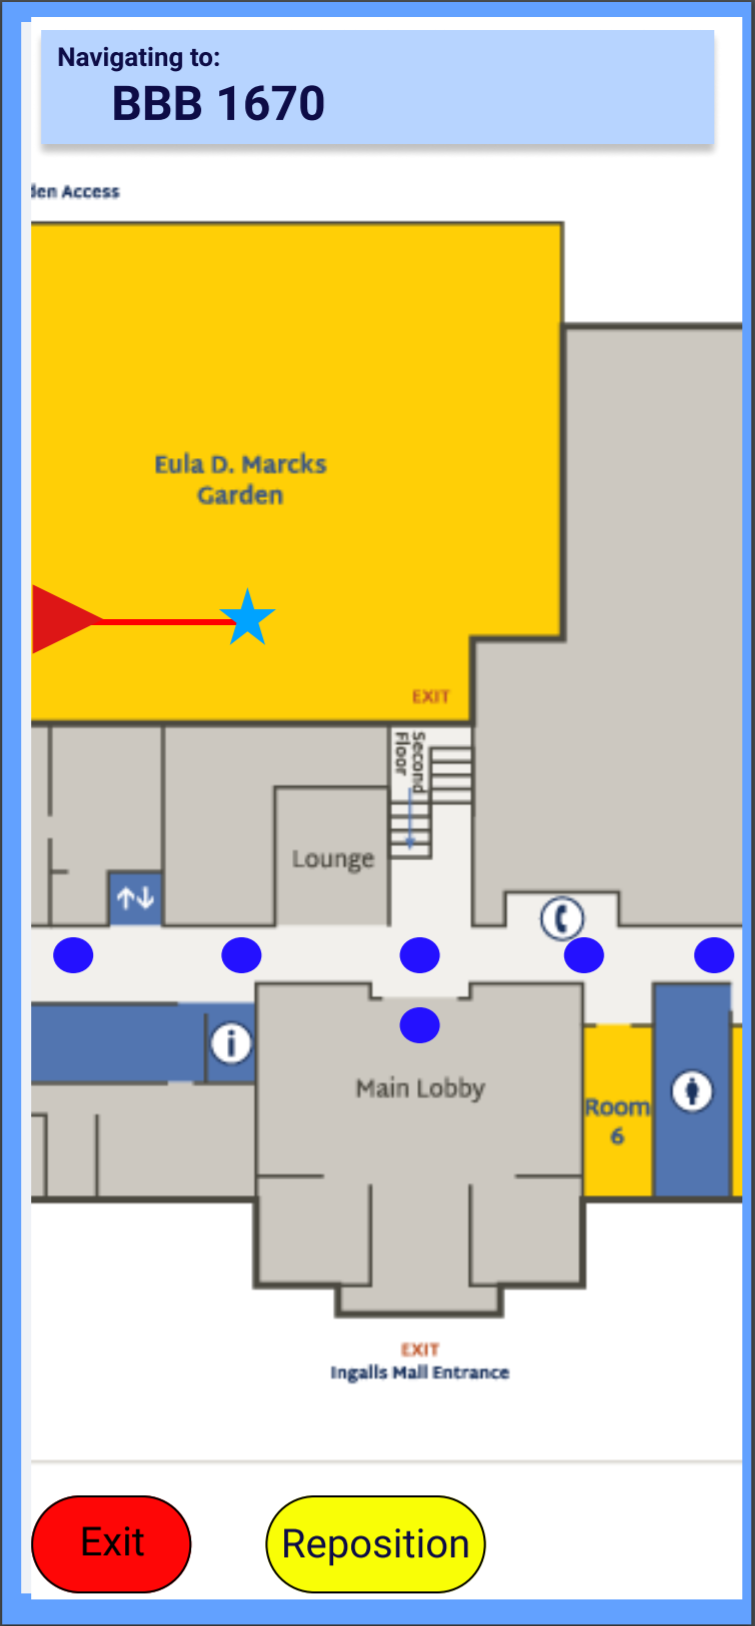 Navigating to:
BBB 1670
den Access
Eula D. Marcks
Garden
EXIT
Second
Floor
Lounge
i
Main Lobby
Room
6
EXIT
Ingalls Mall Entrance
Exit
Reposition